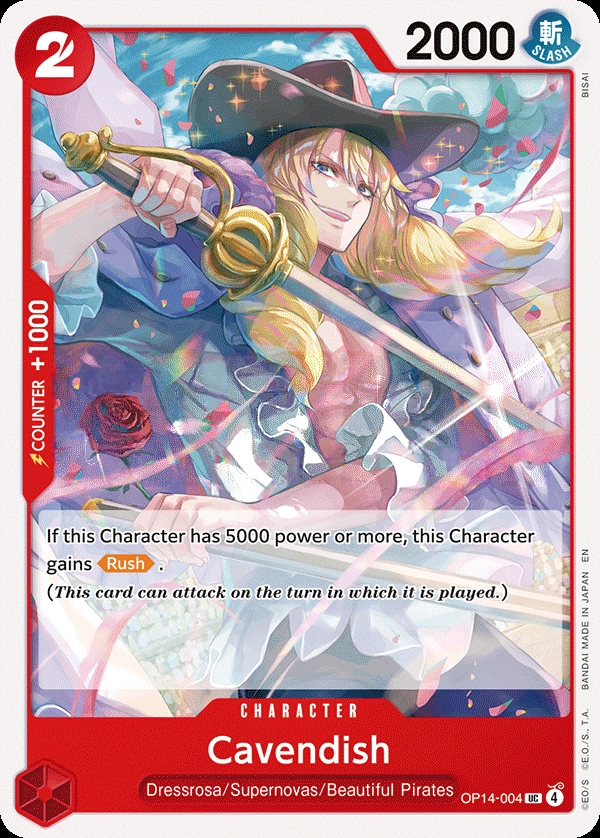 2
2000
斬
SLASH
BISAI
COUNTER +1000
If this Character has 5000 power or more, this Character
gains Rush .
(This card can attack on the turn in which it is played.)
CHARACTER
Cavendish
Dressrosa/Supernovas/Beautiful Pirates
OP14-004 UC 4
©E.O/S ©E.O./S., T.A. BANDAI MADE IN JAPAN EN